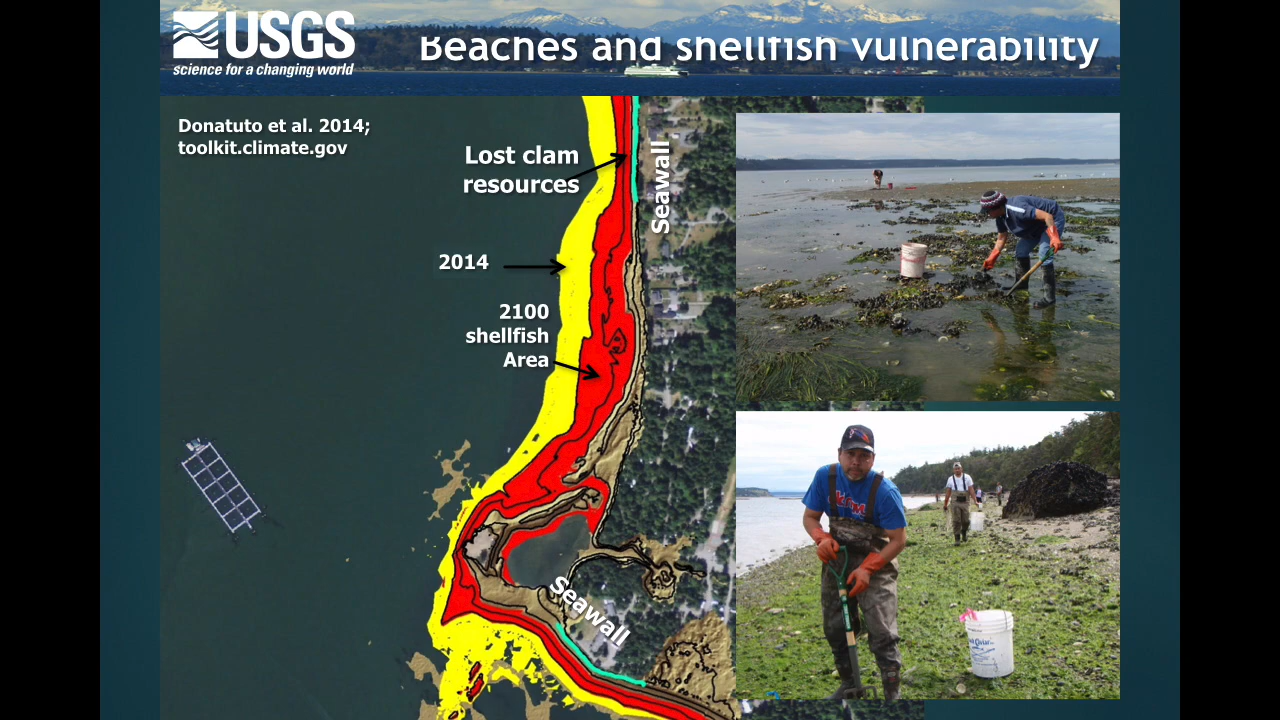 USGS
science for a changing world
Beaches and shellfish vulnerability
Donatuto et al. 2014;
toolkit.climate.gov
Lost clam
resources
Seawall
2014
2100
shellfish
Area
Seawall